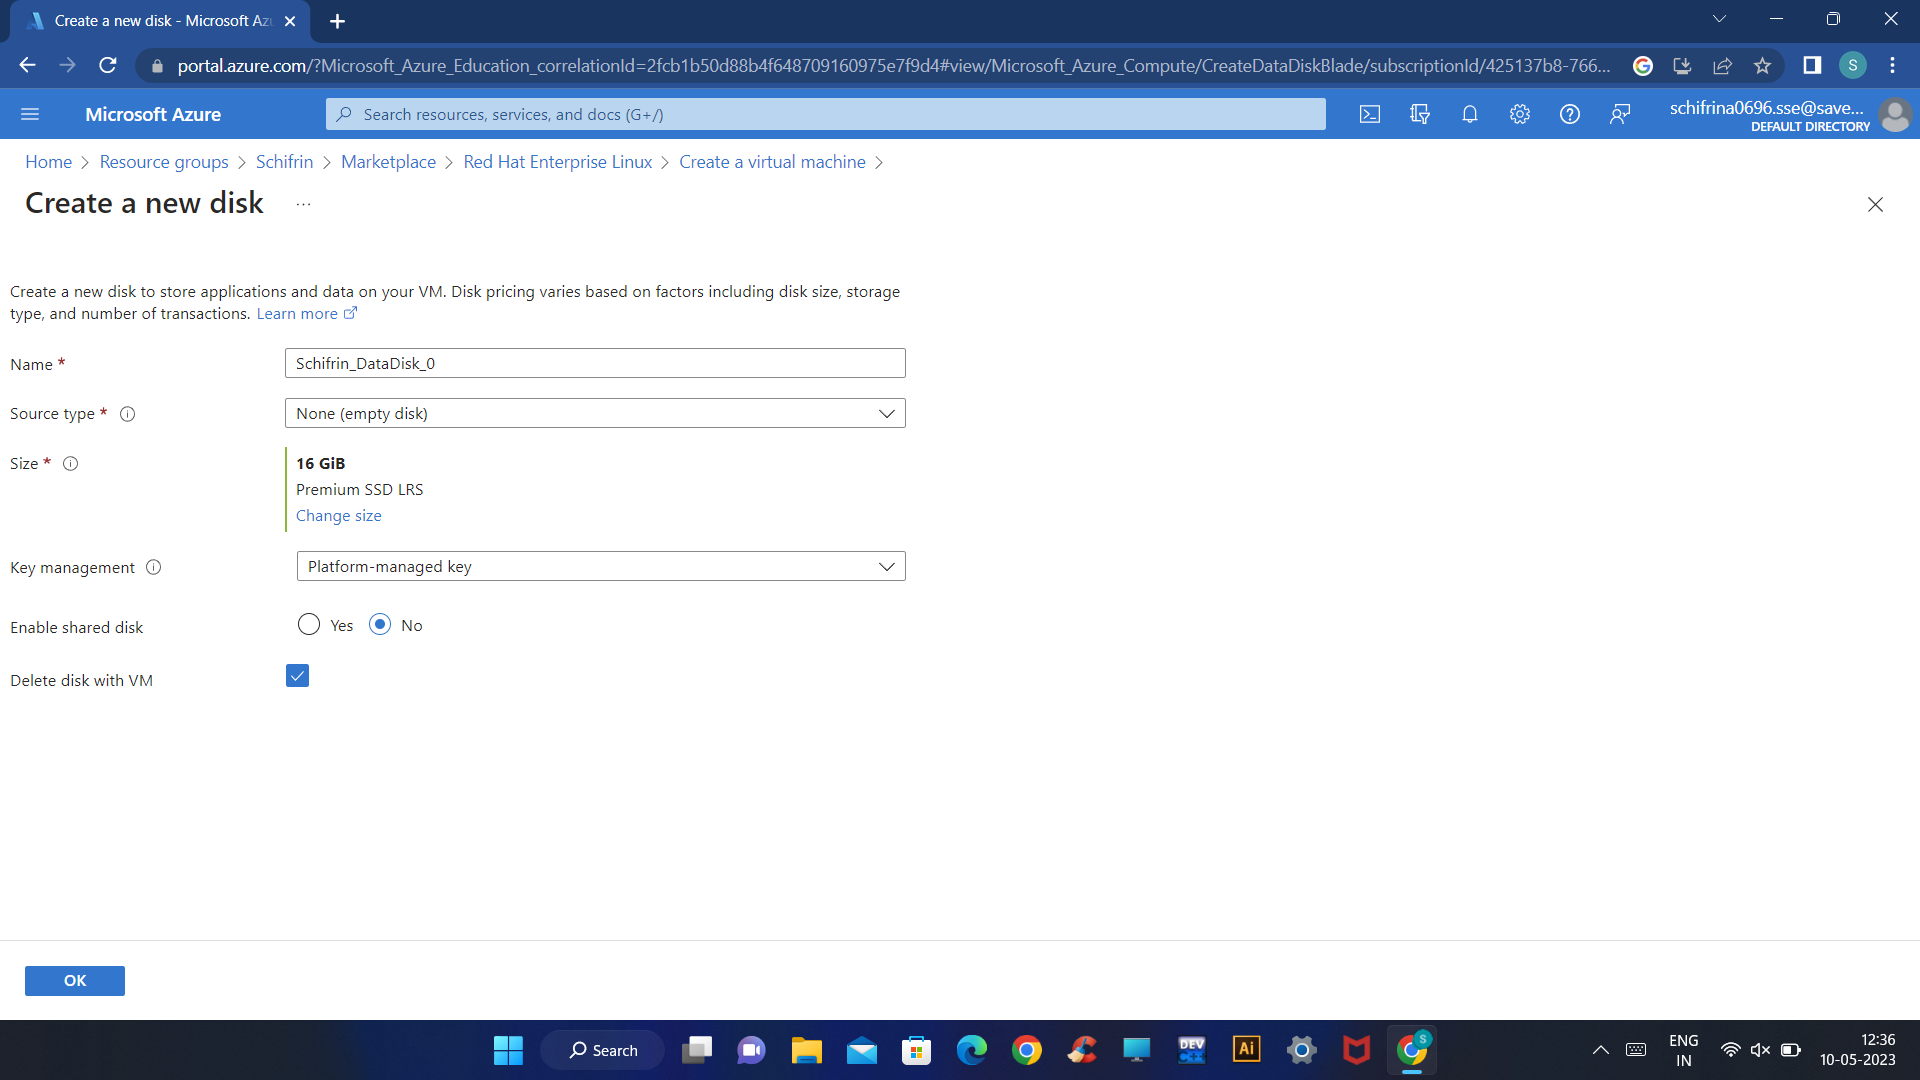 Create a new disk - Microsoft Az
portal.azure.com/?Microsoft_Azure_Education_correlationId=2fcb1b50d88b4f648709160975e7f9d4#view/Microsoft_Azure_Compute/CreateDataDiskBlade/subscriptionId/425137b8-766...
S
Microsoft Azure
Search resources, services, and docs (G+/)
schifrina0696.sse@save...
DEFAULT DIRECTORY
Home > Resource groups > Schifrin > Marketplace > Red Hat Enterprise Linux > Create a virtual machine >
Create a new disk ...
Create a new disk to store applications and data on your VM. Disk pricing varies based on factors including disk size, storage
type, and number of transactions. Learn more
Name *
Schifrin_DataDisk_0
Source type *
None (empty disk)
Size *
16 GiB
Premium SSD LRS
Change size
Key management
Platform-managed key
Enable shared disk
Yes
No
Delete disk with VM
OK
Search
DEV
C++
Ai
S
ENG
IN
12:36
10-05-2023